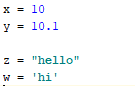 x = 10
y = 10.1

z = "hello"
w = 'hi'